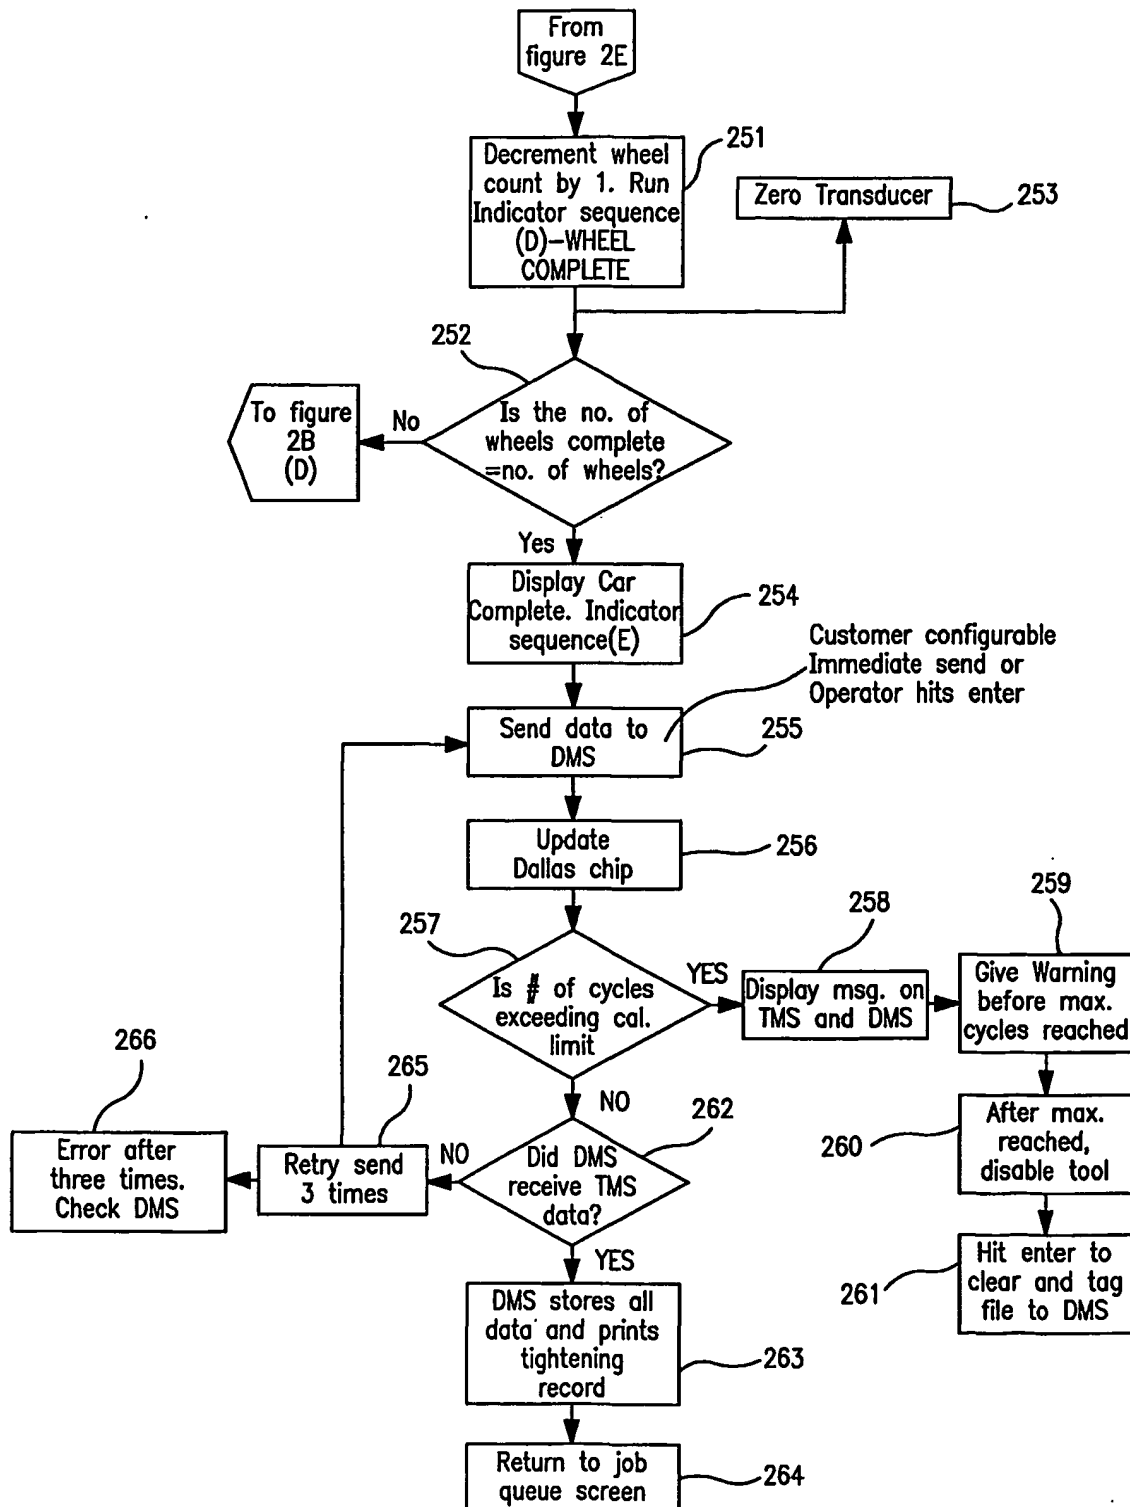 From
figure 2E
Decrement wheel
count by 1. Run
Indicator sequence
(D)-WHEEL
COMPLETE
251
Zero Transducer
253
252
Is the no. of
wheels complete
=no. of wheels?
No
To figure
2B
(D)
Yes
Display Car
Complete. Indicator
sequence(E)
254
Customer configurable
Immediate send or
Operator hits enter
Send data to
DMS
255
Update
Dallas chip
256
257
Is # of cycles
exceeding cal.
limit
YES
258
Display msg. on
TMS and DMS
259
Give Warning
before max.
cycles reached
After max.
reached,
disable tool
260
Hit enter to
clear and tag
file to DMS
261
NO
262
Did DMS
receive TMS
data?
NO
265
Retry send
3 times
266
Error after
three times.
Check DMS
YES
DMS stores all
data and prints
tightening
record
263
Return to job
queue screen
264